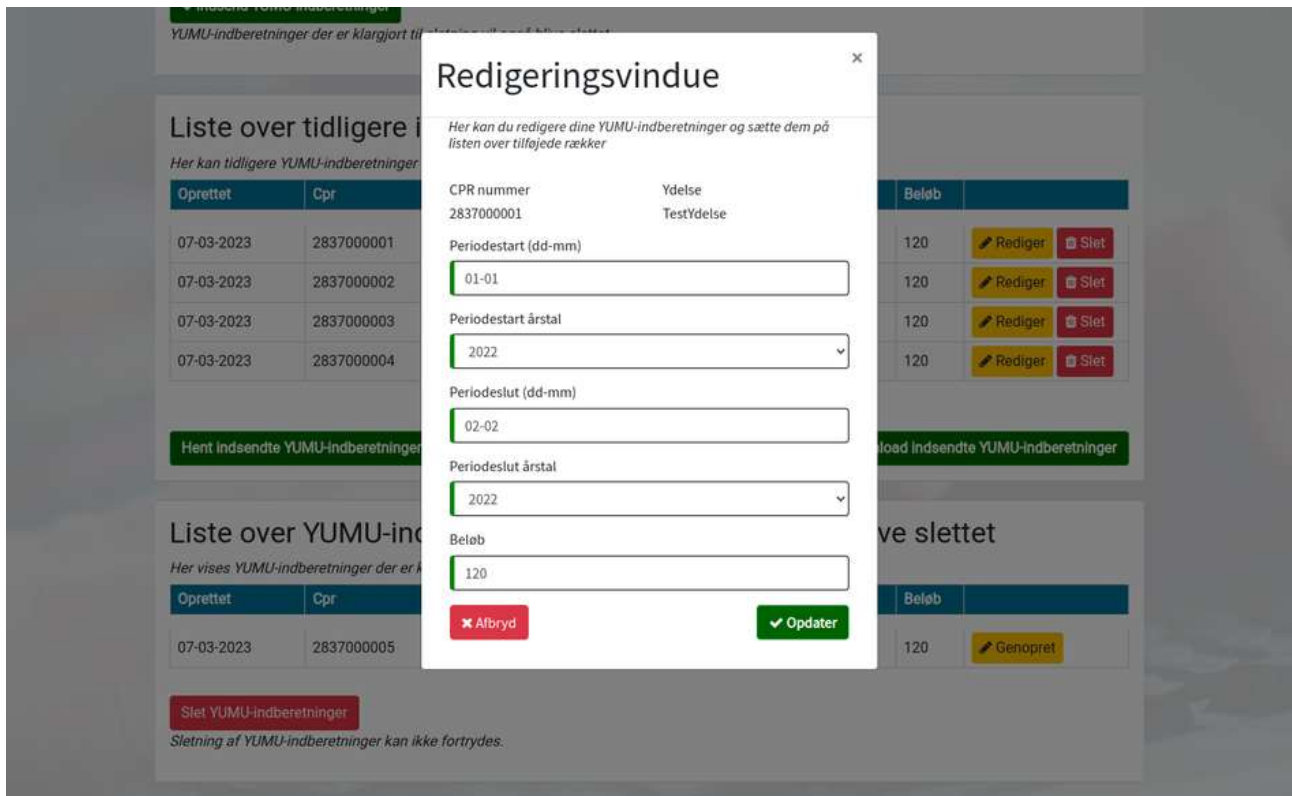 YUMU-indberetninger
YUMU-indberetninger der er klargjort til
Redigeringsvindue
×
Her kan du redigere dine YUMU-indberetninger og sætte dem på
listen over tilføjede rækker
CPR nummer Ydelse
2837000001 TestYdelse
Periodestart (dd-mm)
01-01
Periodestart årstal
2022
Periodeslut (dd-mm)
02-02
Periodeslut årstal
2022
Beløb
120
Afbryd Opdater
Liste over tidligere
Her kan tidligere YUMU-indberetninger
Oprettet Cpr Beløb
07-03-2023 2837000001 120 Rediger Slet
07-03-2023 2837000002 120 Rediger Slet
07-03-2023 2837000003 120 Rediger Slet
07-03-2023 2837000004 120 Rediger Slet
Hent indsendte YUMU-indberetninger indsendte YUMU-indberetninger
Liste over slettet
Her vises YUMU-indberetninger der er
Oprettet Cpr Beløb
07-03-2023 2837000005 120 Genopret
Slet YUMU-indberetninger
Sletning af YUMU-indberetninger kan ikke fortrydes.